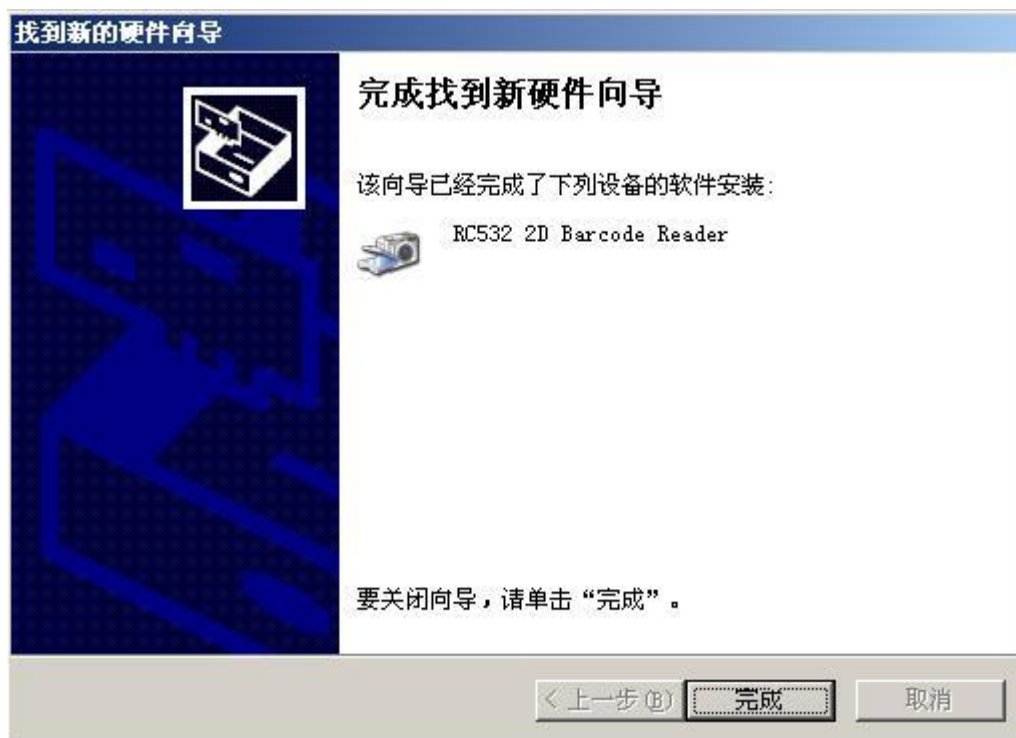 找到新的硬件向导
完成找到新硬件向导
该向导已经完成了下列设备的软件安装:
RC532 2D Barcode Reader
要关闭向导,请单击“完成”。
< 上一步(B)
完成
取消